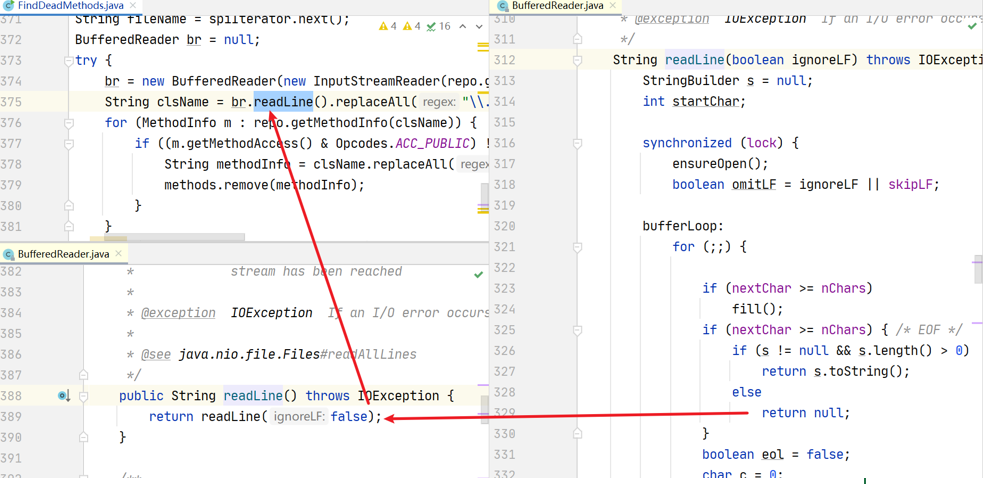 FindDeadMethods.java
371 String fileName = spiIterator.next();
4 4 16
372 BufferedReader br = null;
373 try {
374 br = new BufferedReader(new InputStreamReader(repo.
375 String clsName = br.readLine().replaceAll( regex: "\\.
376 for (MethodInfo m : repo.getMethodInfo(clsName)) {
377 if ((m.getMethodAccess() & Opcodes.ACC_PUBLIC) !
378 String methodInfo = clsName.replaceAll( regex
379 methods.remove(methodInfo);
380 }
381 }
BufferedReader.java
382 * stream has been reached
383 *
384 * @exception IOException If an I/O error occurs
385 *
386 * @see java.nio.file.Files#readAllLines
387 */
388 public String readLine() throws IOException {
389 return readLine( ignoreLF: false);
390 }
391
392 /**
BufferedReader.java
310 * @exception IOException If an I/O error occurs
311 */
312 String readLine(boolean ignoreLF) throws IOExcepti
313 StringBuilder s = null;
314 int startChar;
315
316 synchronized (lock) {
317 ensureOpen();
318 boolean omitLF = ignoreLF || skipLF;
319
320 bufferLoop:
321 for (;;) {
322
323 if (nextChar >= nChars)
324 fill();
325 if (nextChar >= nChars) { /* EOF */
326 if (s != null && s.length() > 0)
327 return s.toString();
328 else
329 return null;
330 }
331 boolean eol = false;
332 char c = 0;